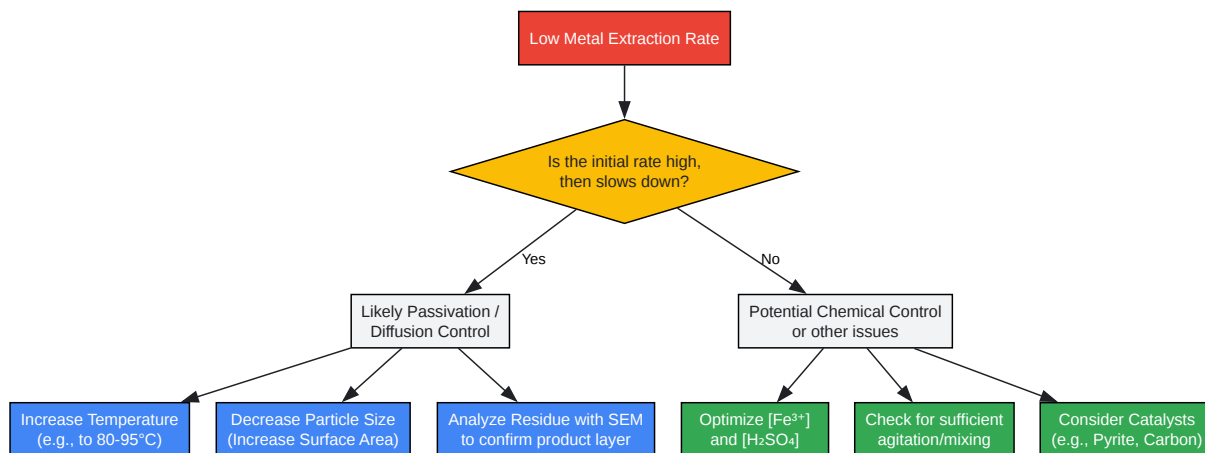 Low Metal Extraction Rate
Is the initial rate high,
then slows down?
Yes
No
Likely Passivation /
Diffusion Control
Potential Chemical Control
or other issues
Increase Temperature
(e.g., to 80-95°C)
Decrease Particle Size
(Increase Surface Area)
Analyze Residue with SEM
to confirm product layer
Optimize [Fe³⁺]
and [H₂SO₄]
Check for sufficient
agitation/mixing
Consider Catalysts
(e.g., Pyrite, Carbon)